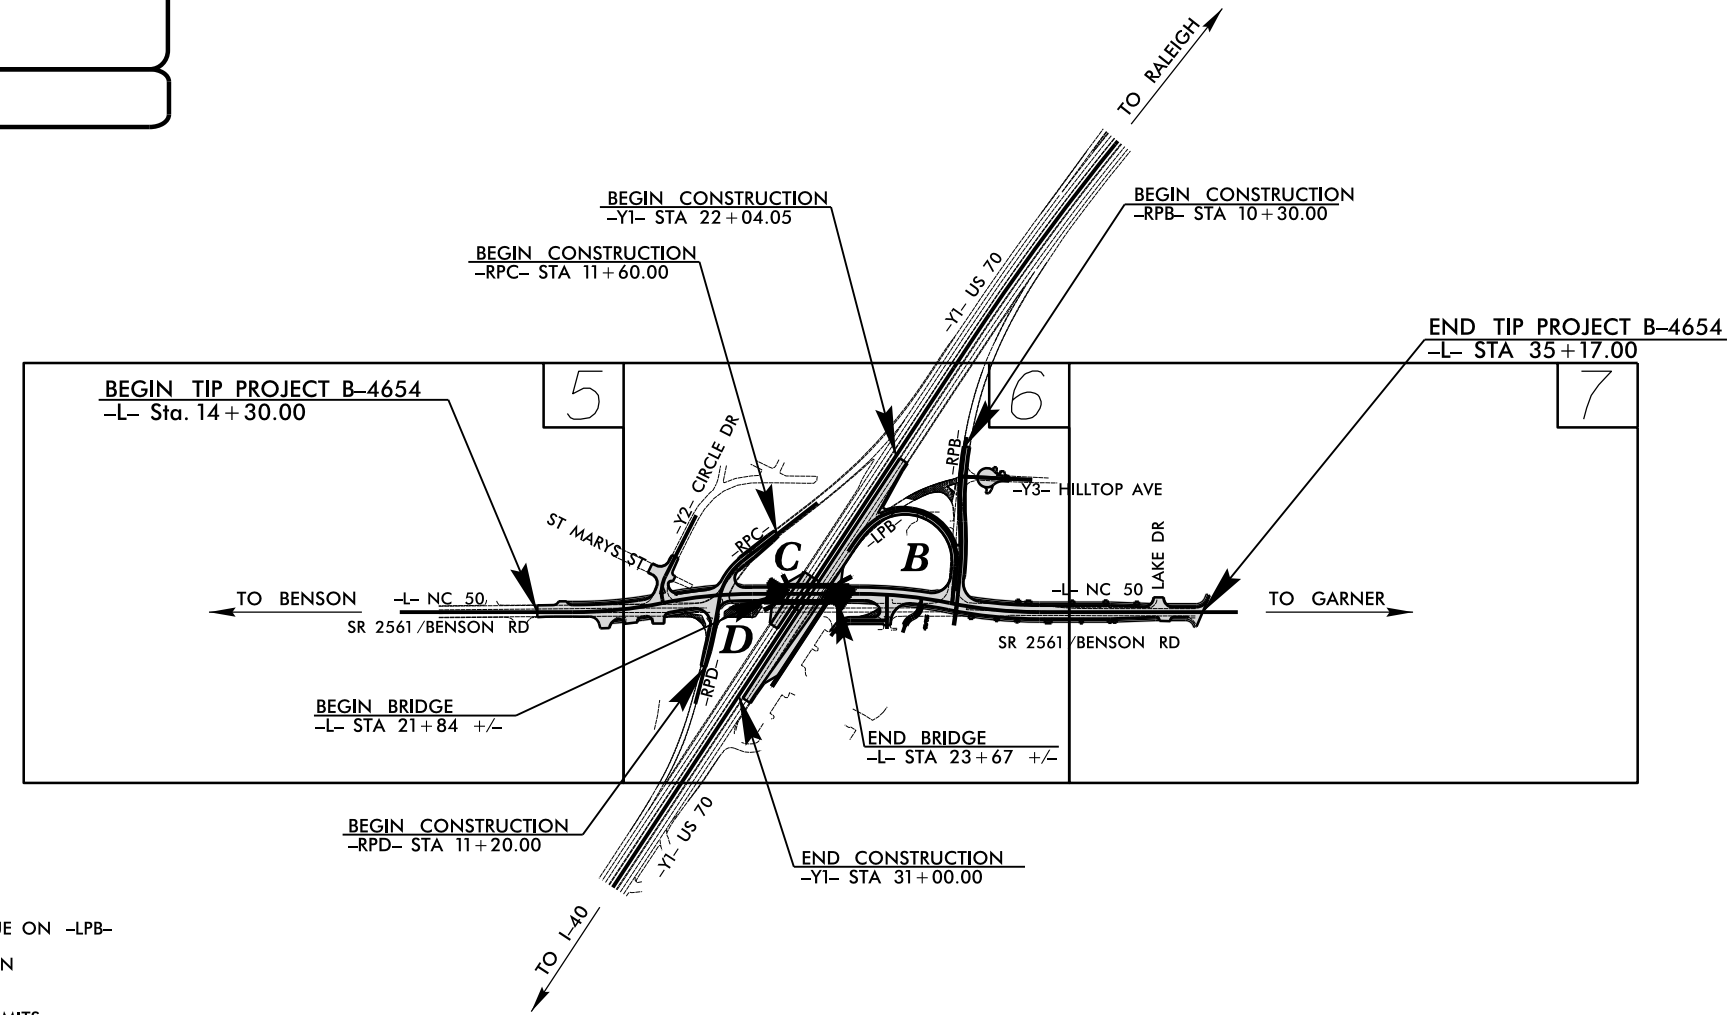 TO RALEIGH
BEGIN CONSTRUCTION
-Y1- STA 22+04.05
BEGIN CONSTRUCTION
-RPB- STA 10+30.00
BEGIN CONSTRUCTION
-RPC- STA 11+60.00
-Y1- US 70
END TIP PROJECT B-4654
-L- STA 35+17.00
BEGIN TIP PROJECT B-4654
-L- Sta. 14+30.00
5
6
7
-Y2- CIRCLE DR
-RPB-
-Y3- HILLTOP AVE
ST MARYS ST
-RPC-
-LPB-
C
B
LAKE DR
TO BENSON
-L- NC 50
-L- NC 50
TO GARNER
SR 2561/BENSON RD
SR 2561/BENSON RD
D
-RPD-
BEGIN BRIDGE
-L- STA 21+84 +/-
END BRIDGE
-L- STA 23+67 +/-
BEGIN CONSTRUCTION
-RPD- STA 11+20.00
-Y1- US 70
END CONSTRUCTION
-Y1- STA 31+00.00
TO I-40
ON -LPB-